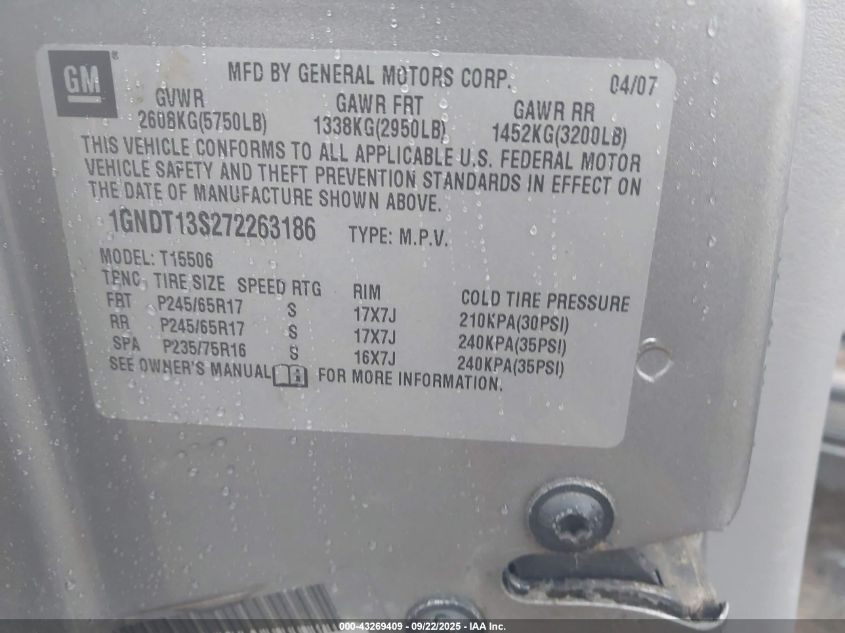 GM
MFD BY GENERAL MOTORS CORP. 04/07
GVWR GAWR FRT GAWR RR
2608KG(5750LB) 1338KG(2950LB) 1452KG(3200LB)
THIS VEHICLE CONFORMS TO ALL APPLICABLE U.S. FEDERAL MOTOR
VEHICLE SAFETY AND THEFT PREVENTION STANDARDS IN EFFECT ON
THE DATE OF MANUFACTURE SHOWN ABOVE.
1GNDT13S272263186 TYPE: M.P.V.
MODEL: T15506
TPNC TIRE SIZE SPEED RTG RIM COLD TIRE PRESSURE
FRT P245/65R17 S 17X7J 210KPA(30PSI)
RR P245/65R17 S 17X7J 240KPA(35PSI)
SPA P235/75R16 S 16X7J 240KPA(35PSI)
SEE OWNER'S MANUAL FOR MORE INFORMATION.
000-43269409 - 09/22/2025 - IAA, Inc.